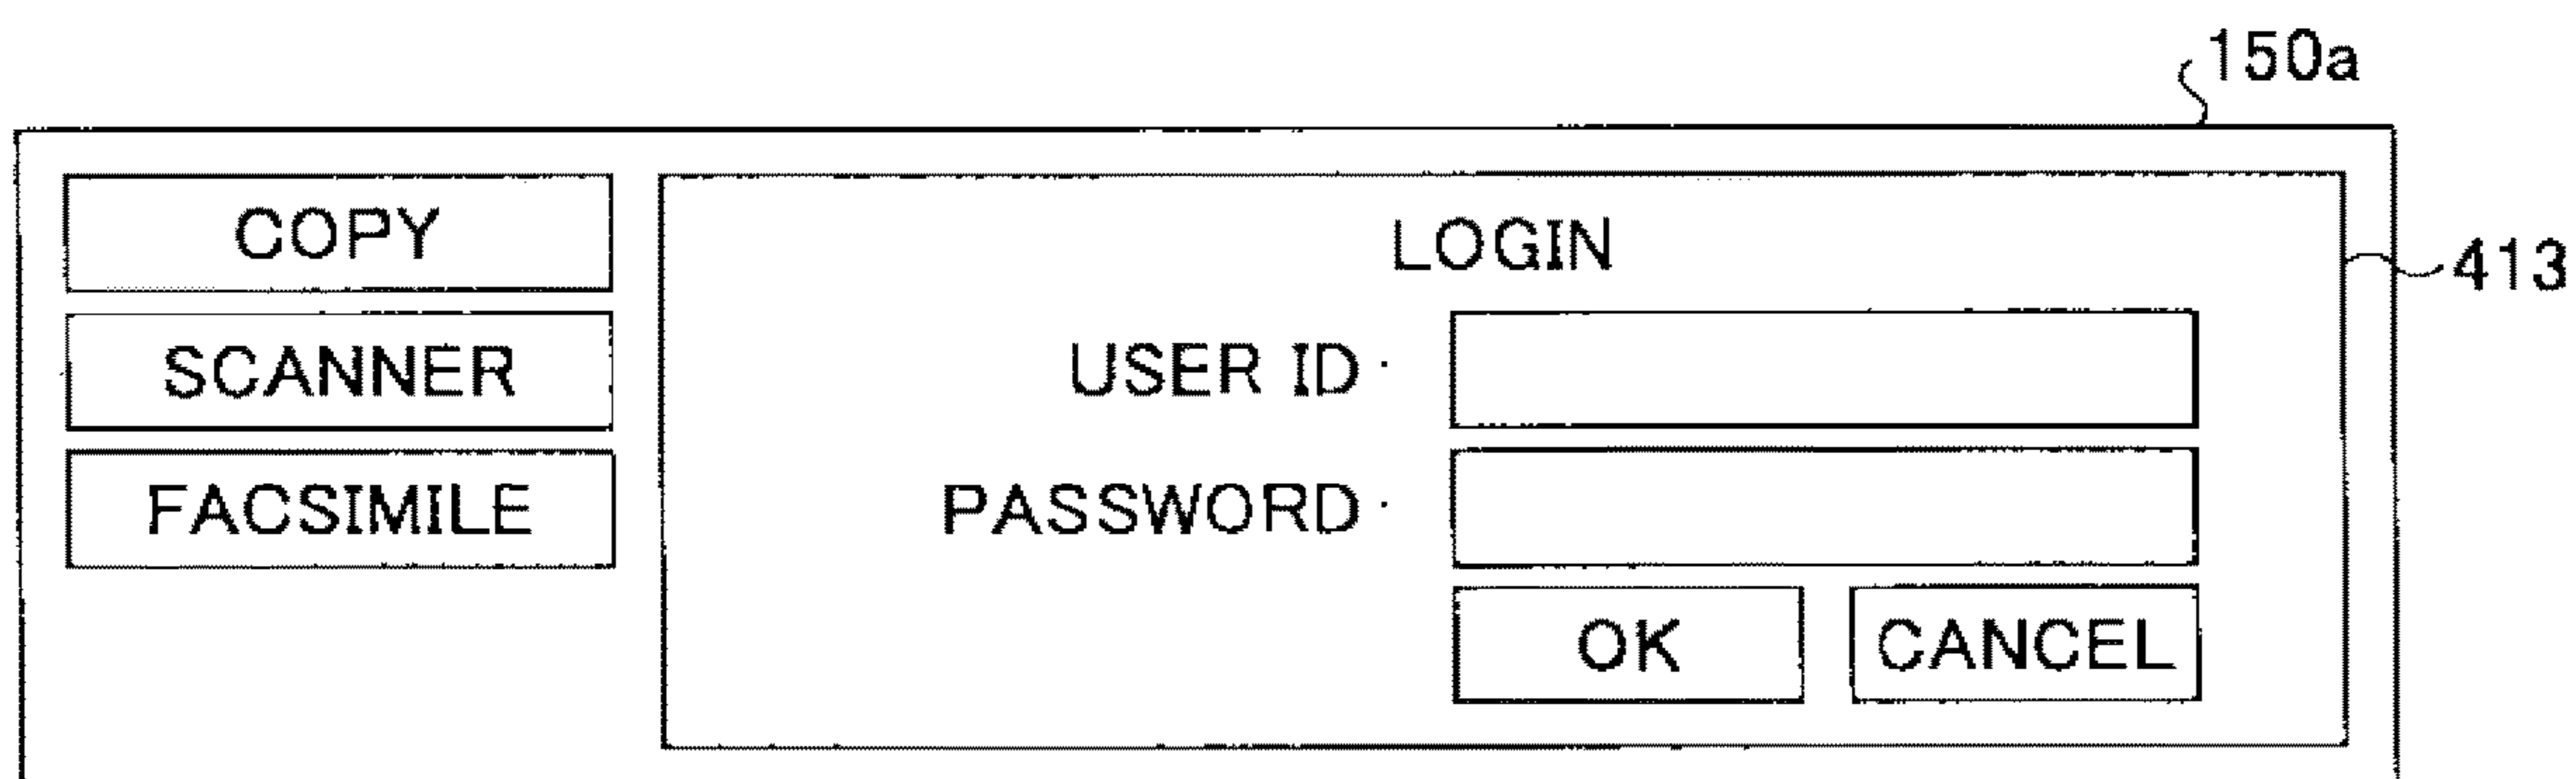 150a
COPY
SCANNER
FACSIMILE
LOGIN
413
USER ID ·
PASSWORD ·
OK
CANCEL